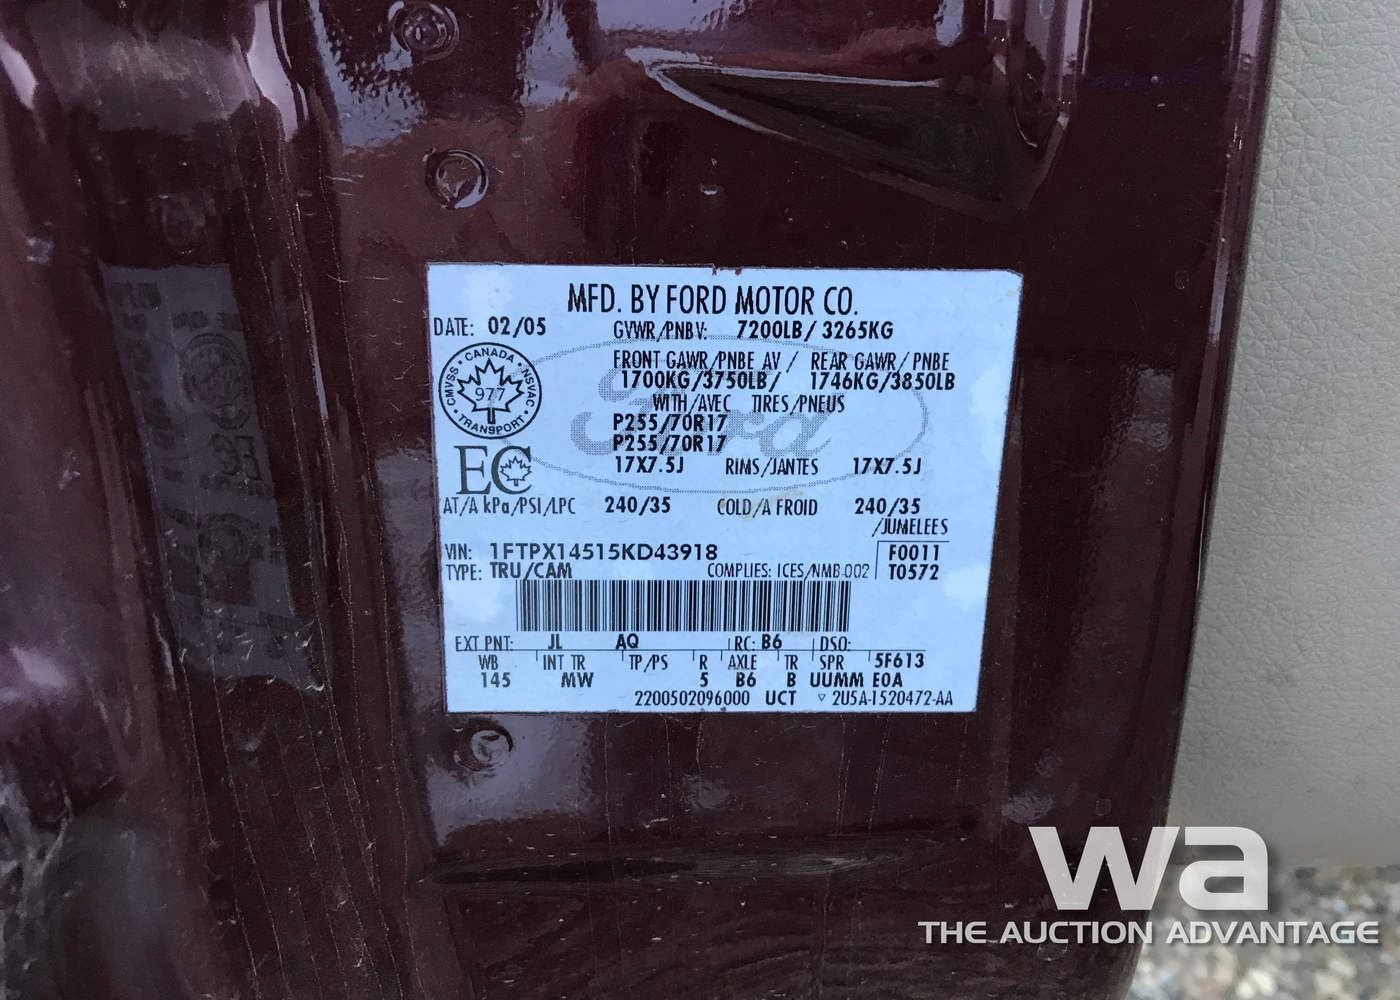 MFD. BY FORD MOTOR CO.
DATE: 02/05 GVWR/PNBV: 7200LB/ 3265KG
FRONT GAWR/PNBE AV / REAR GAWR/ PNBE
1700KG/3750LB/ 1746KG/3850LB
WITH/AVEC TIRES/PNEUS
P255/70R17
P255/70R17
17X7.5J RIMS/JANTES 17X7.5J
CANADA • NSVAC • TRANSPORT • CMVSS •
977
Ford
EC
AT/A kPa/PSI/LPC 240/35 COLD/A FROID 240/35
/JUMELEES
VIN: 1FTPX14515KD43918 F0011
TYPE: TRU/CAM COMPLIES: ICES/NMB-002 T0572
EXT PNT: JL AQ RC: B6 DSO:
WB INT TR TP/PS R AXLE TR SPR 5F613
145 MW 5 B6 B UUMM E0A
2200502096000 UCT ▽ 2U5A-1520472-AA
wa
THE AUCTION ADVANTAGE